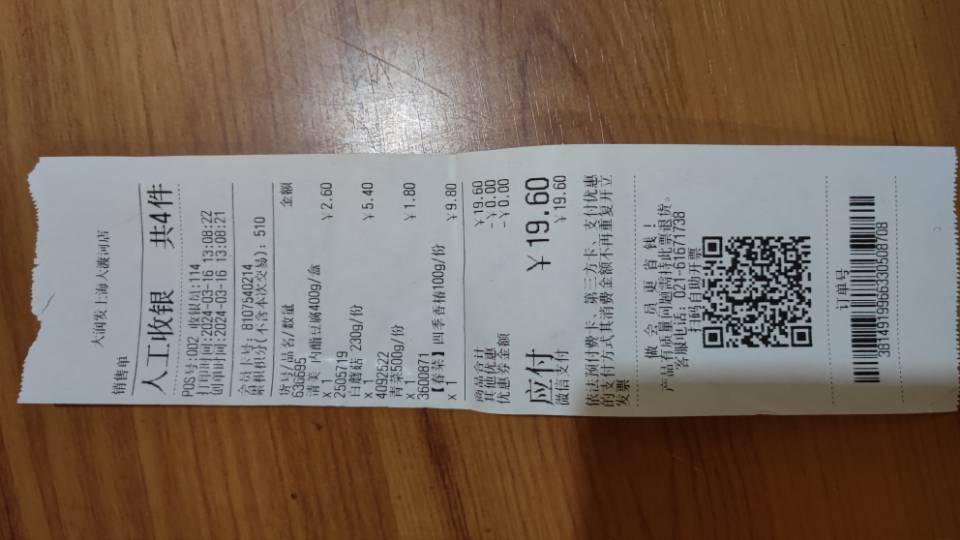 大润发上海大渡河店
销售单
人工收银 共4件
POS号:002 收银员:114
打印时间:2024-03-16 13:08:22
创单时间:2024-03-16 13:08:21
会员卡号: 8107540214
累积积分(不含本次交易): 510
货号/品名/数量 金额
636695
清美 内酯豆腐400g/盒
x 1 ￥2.60
2505719
白蘑菇 230g/份
x 1 ￥5.40
4092522
青菜500g/份
x 1 ￥1.80
3600871
【春菜】四季香椿100g/份
x 1 ￥9.80
商品合计 ￥19.60
其他优惠 -￥0.00
优惠券金额 -￥0.00
应付 ￥19.60
微信支付 ￥19.60
依法预付费卡、第三方卡、支付优惠
的支付方式其消费金额不再重复开立
发票
做 会 员 更 省 钱 !
产品有质量问题需持此票退货。
客服电话: 021-61671738
扫码自助开票
订单号
3814919966330508708